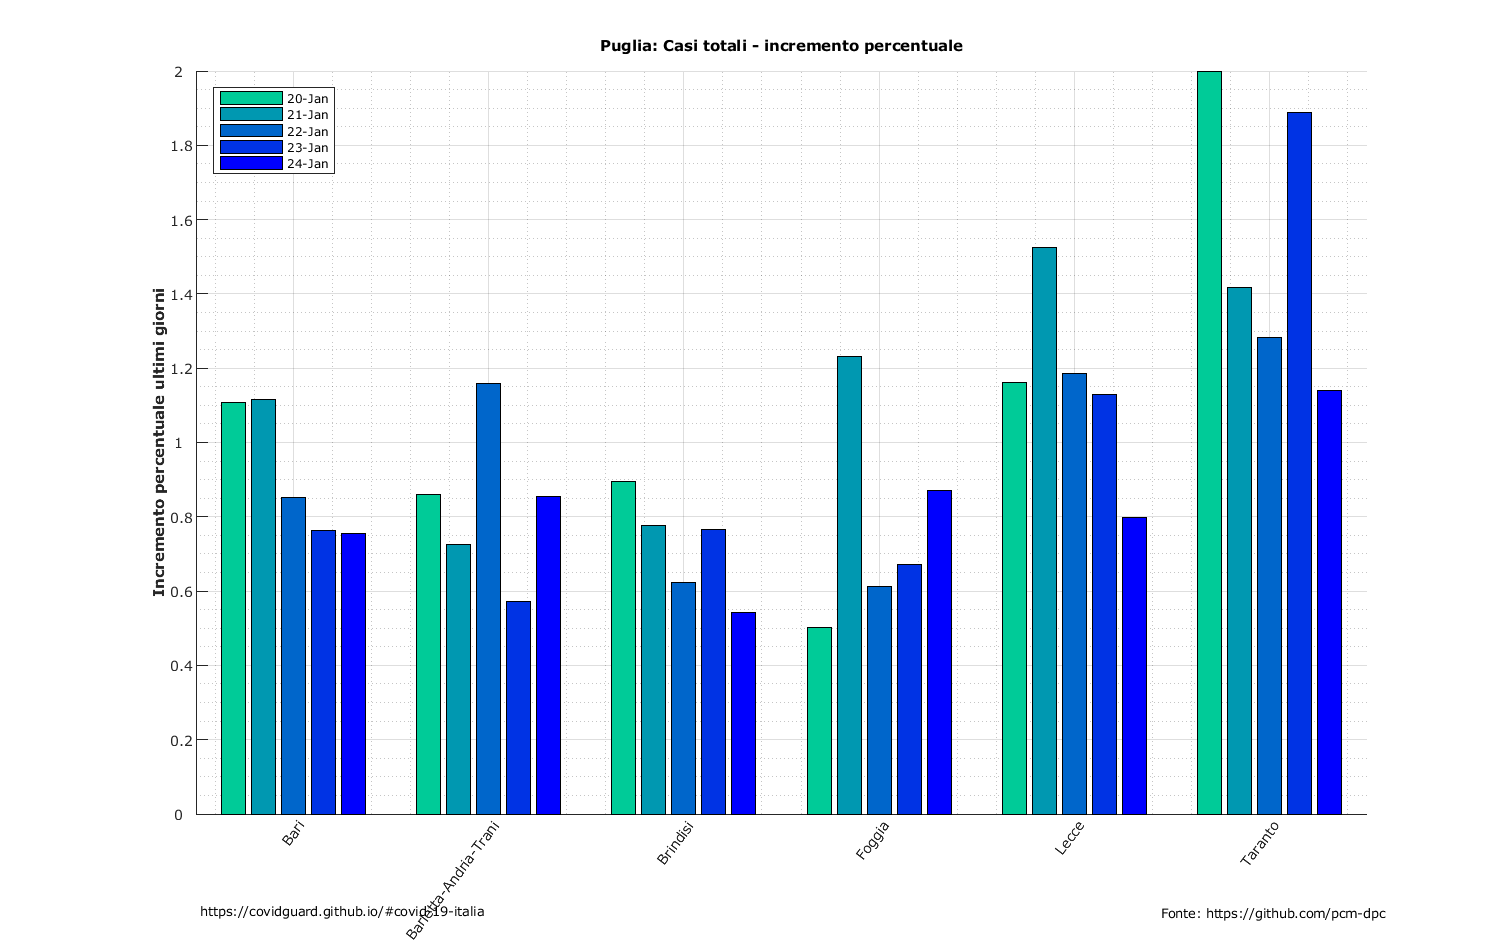 Puglia: Casi totali - incremento percentuale
Incremento percentuale ultimi giorni
2
1.8
1.6
1.4
1.2
1
0.8
0.6
0.4
0.2
0
20-Jan
21-Jan
22-Jan
23-Jan
24-Jan
Bari
Barletta-Andria-Trani
Brindisi
Foggia
Lecce
Taranto
https://covidguard.github.io/#covid-19-italia
Fonte: https://github.com/pcm-dpc